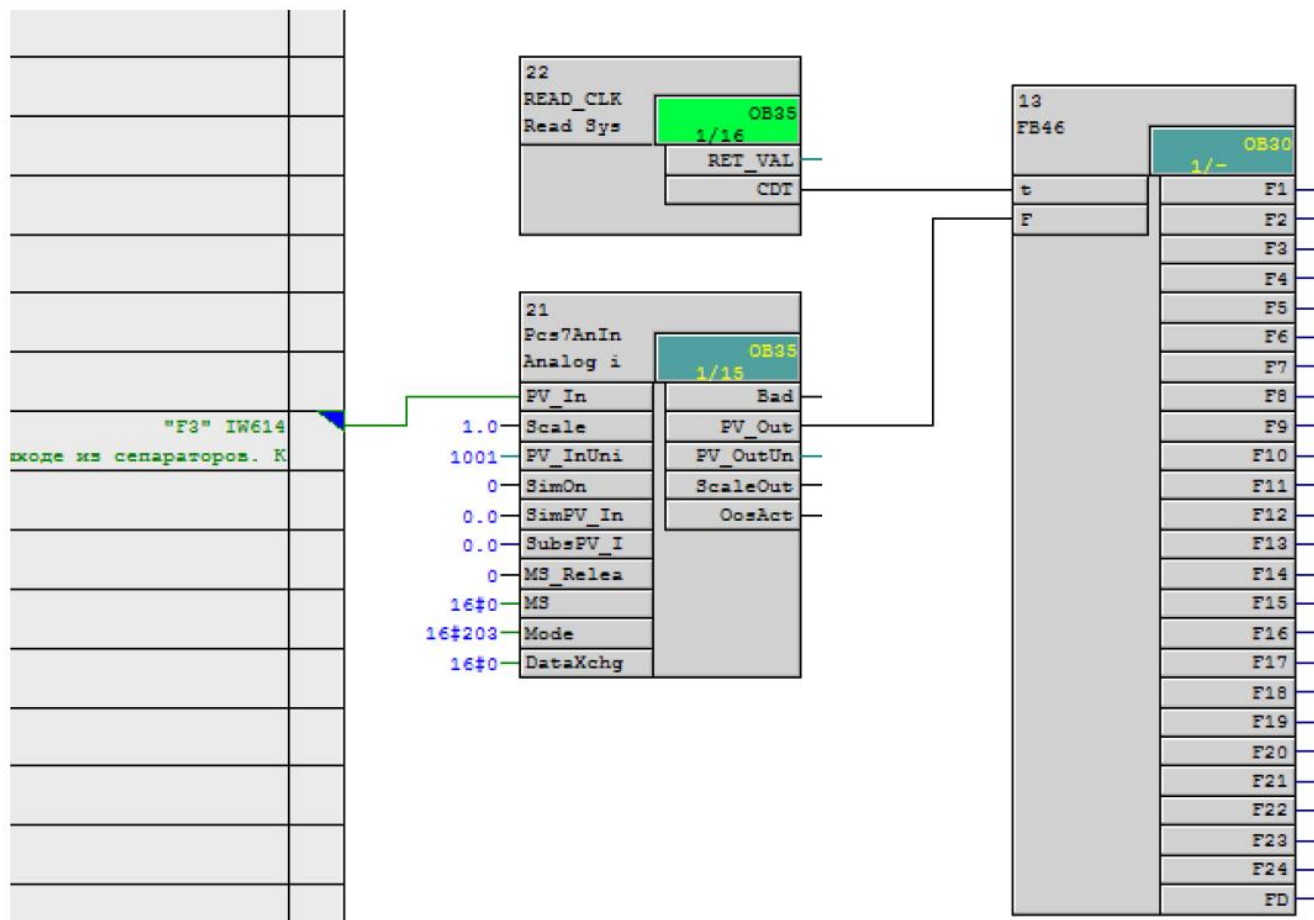 22
READ_CLK
Read Sys
OB35
1/16
RET_VAL
CDT
13
FB46
OB30
1/-
t
F
F1
F2
F3
F4
F5
F6
F7
F8
F9
F10
F11
F12
F13
F14
F15
F16
F17
F18
F19
F20
F21
F22
F23
F24
FD
21
Pcs7AnIn
Analog i
OB35
1/15
PV_In
Bad
1.0 Scale
PV_Out
1001 PV_InUni
PV_OutUn
0 SimOn
ScaleOut
0.0 SimPV_In
OosAct
0.0 SubsPV_I
0 MS_Relea
16#0 MS
16#203 Mode
16#0 DataXchg
"F3" IW614
ходе из сепараторов. К